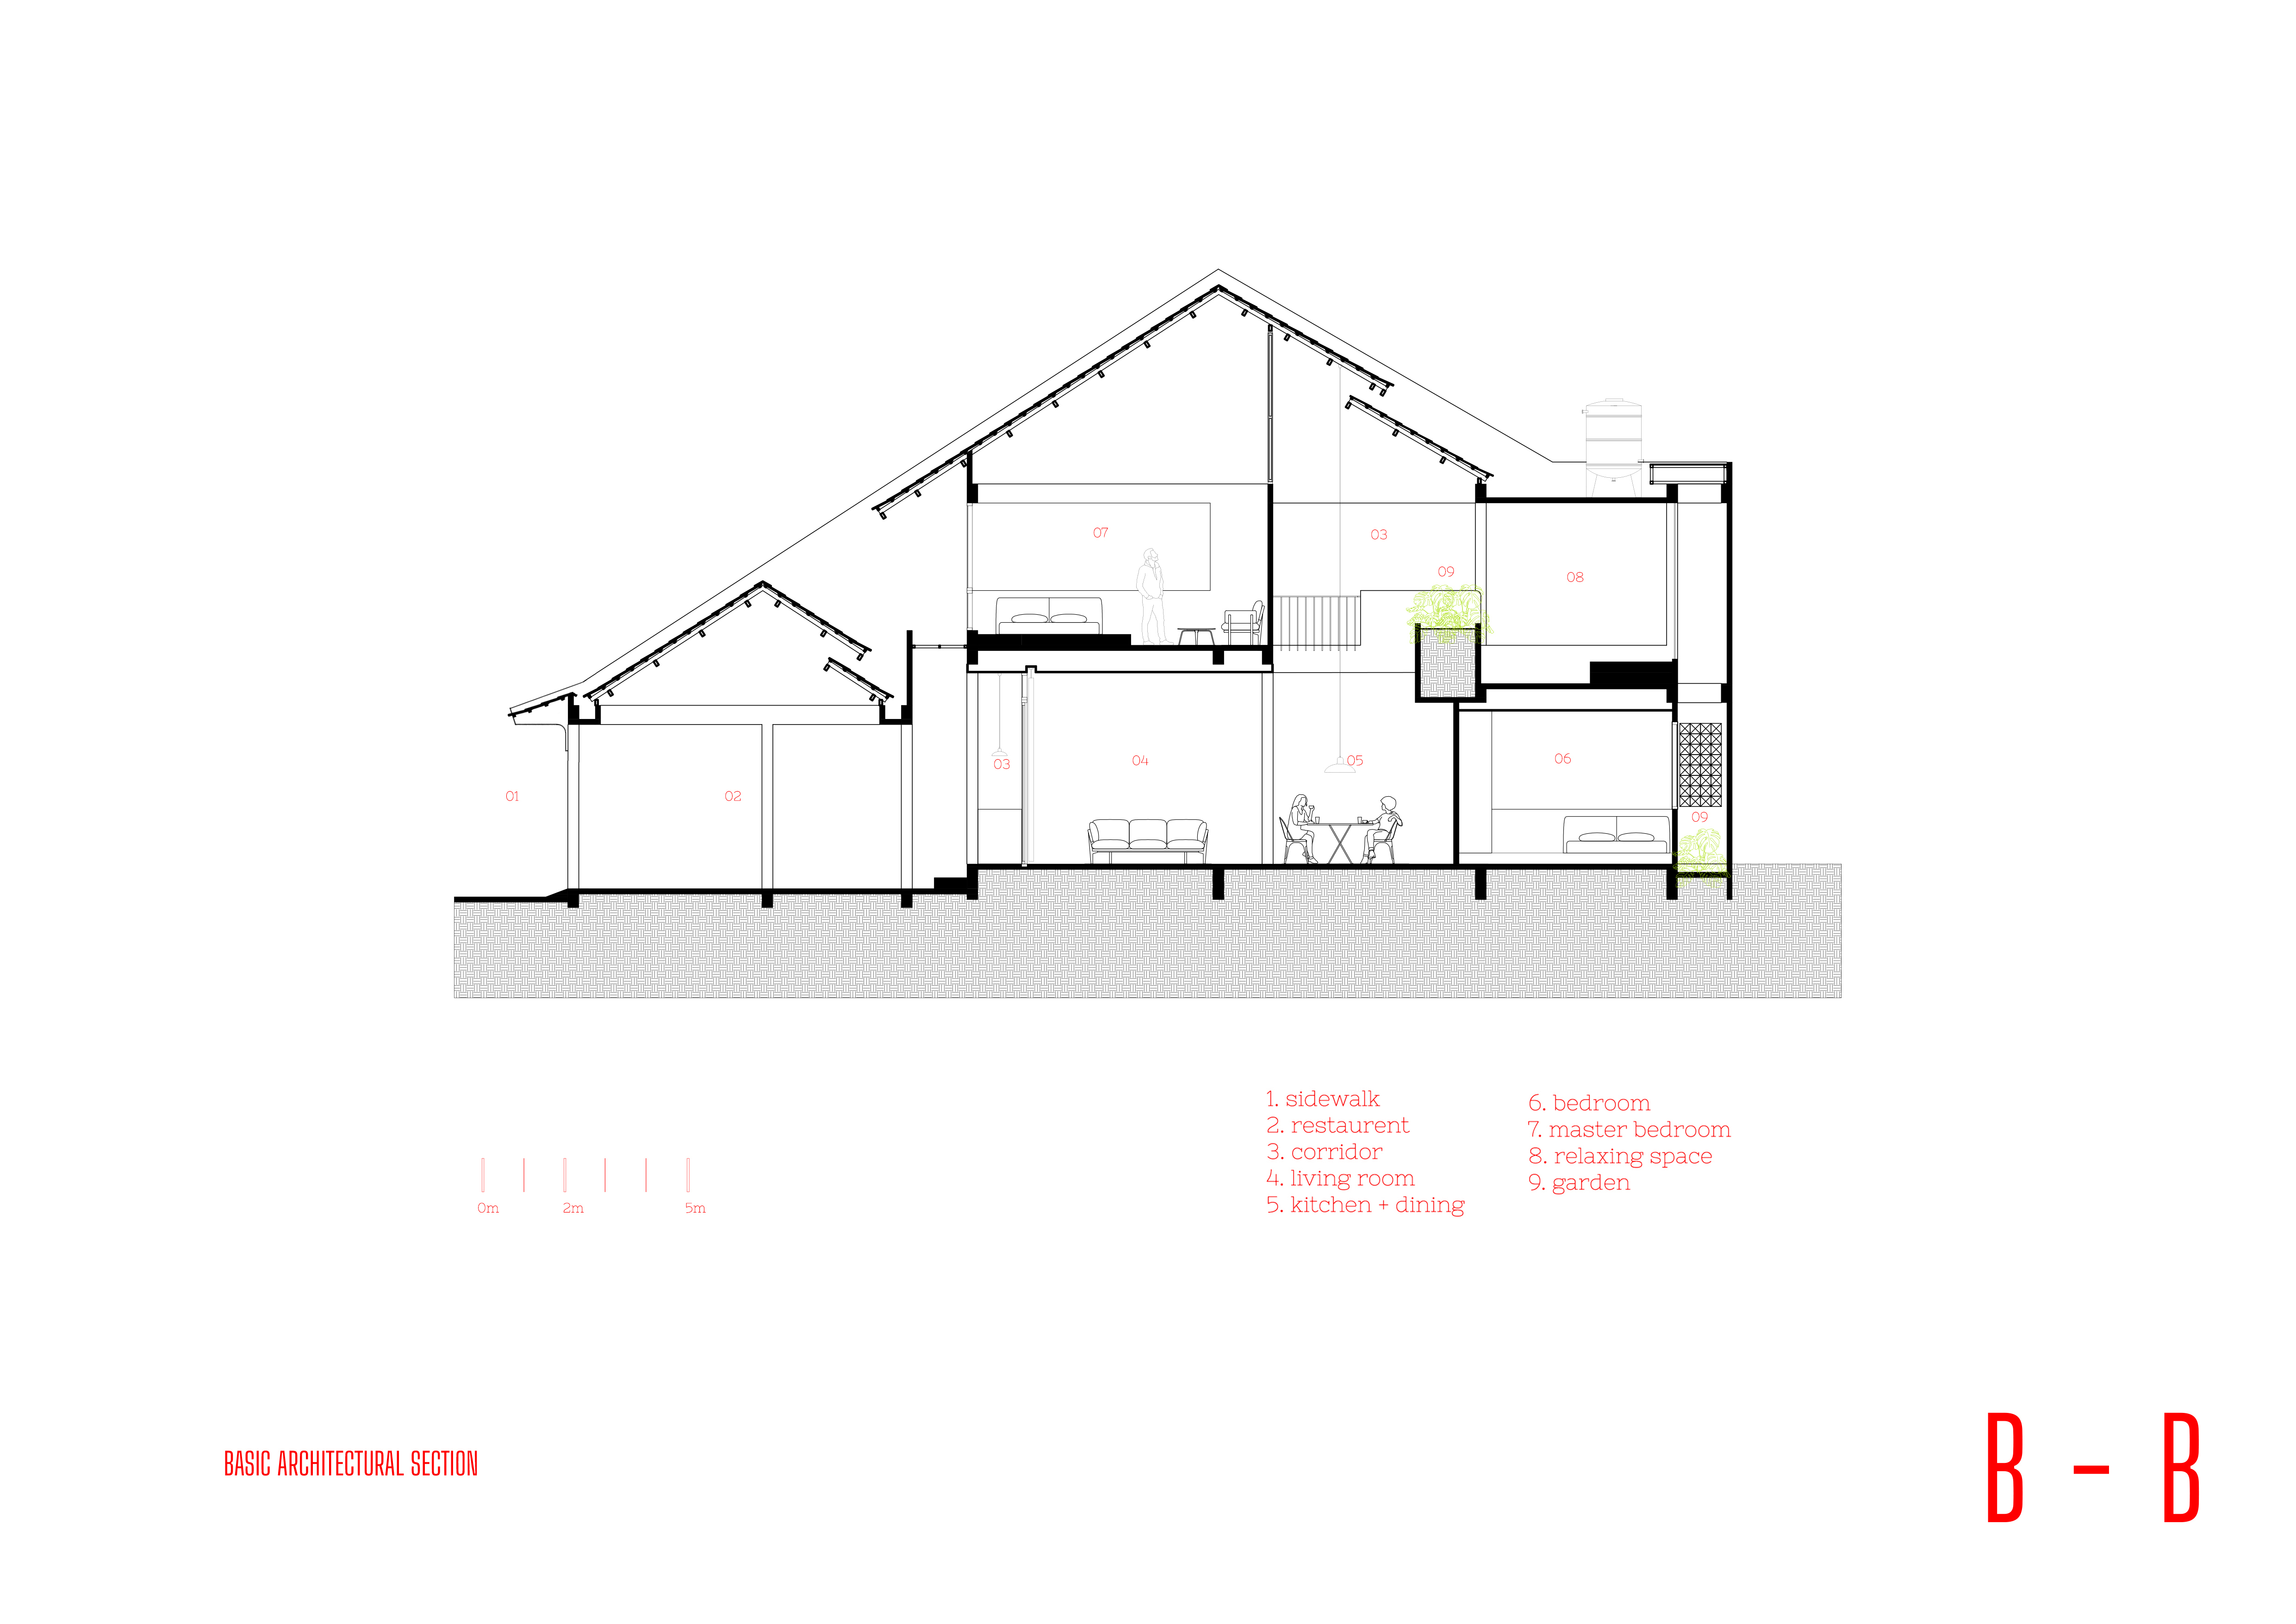 07
03
09
08
03
04
05
06
01
02
09
1. sidewalk
2. restaurent
3. corridor
4. living room
5. kitchen + dining
6. bedroom
7. master bedroom
8. relaxing space
9. garden
0m 2m 5m
BASIC ARCHITECTURAL SECTION
B - B